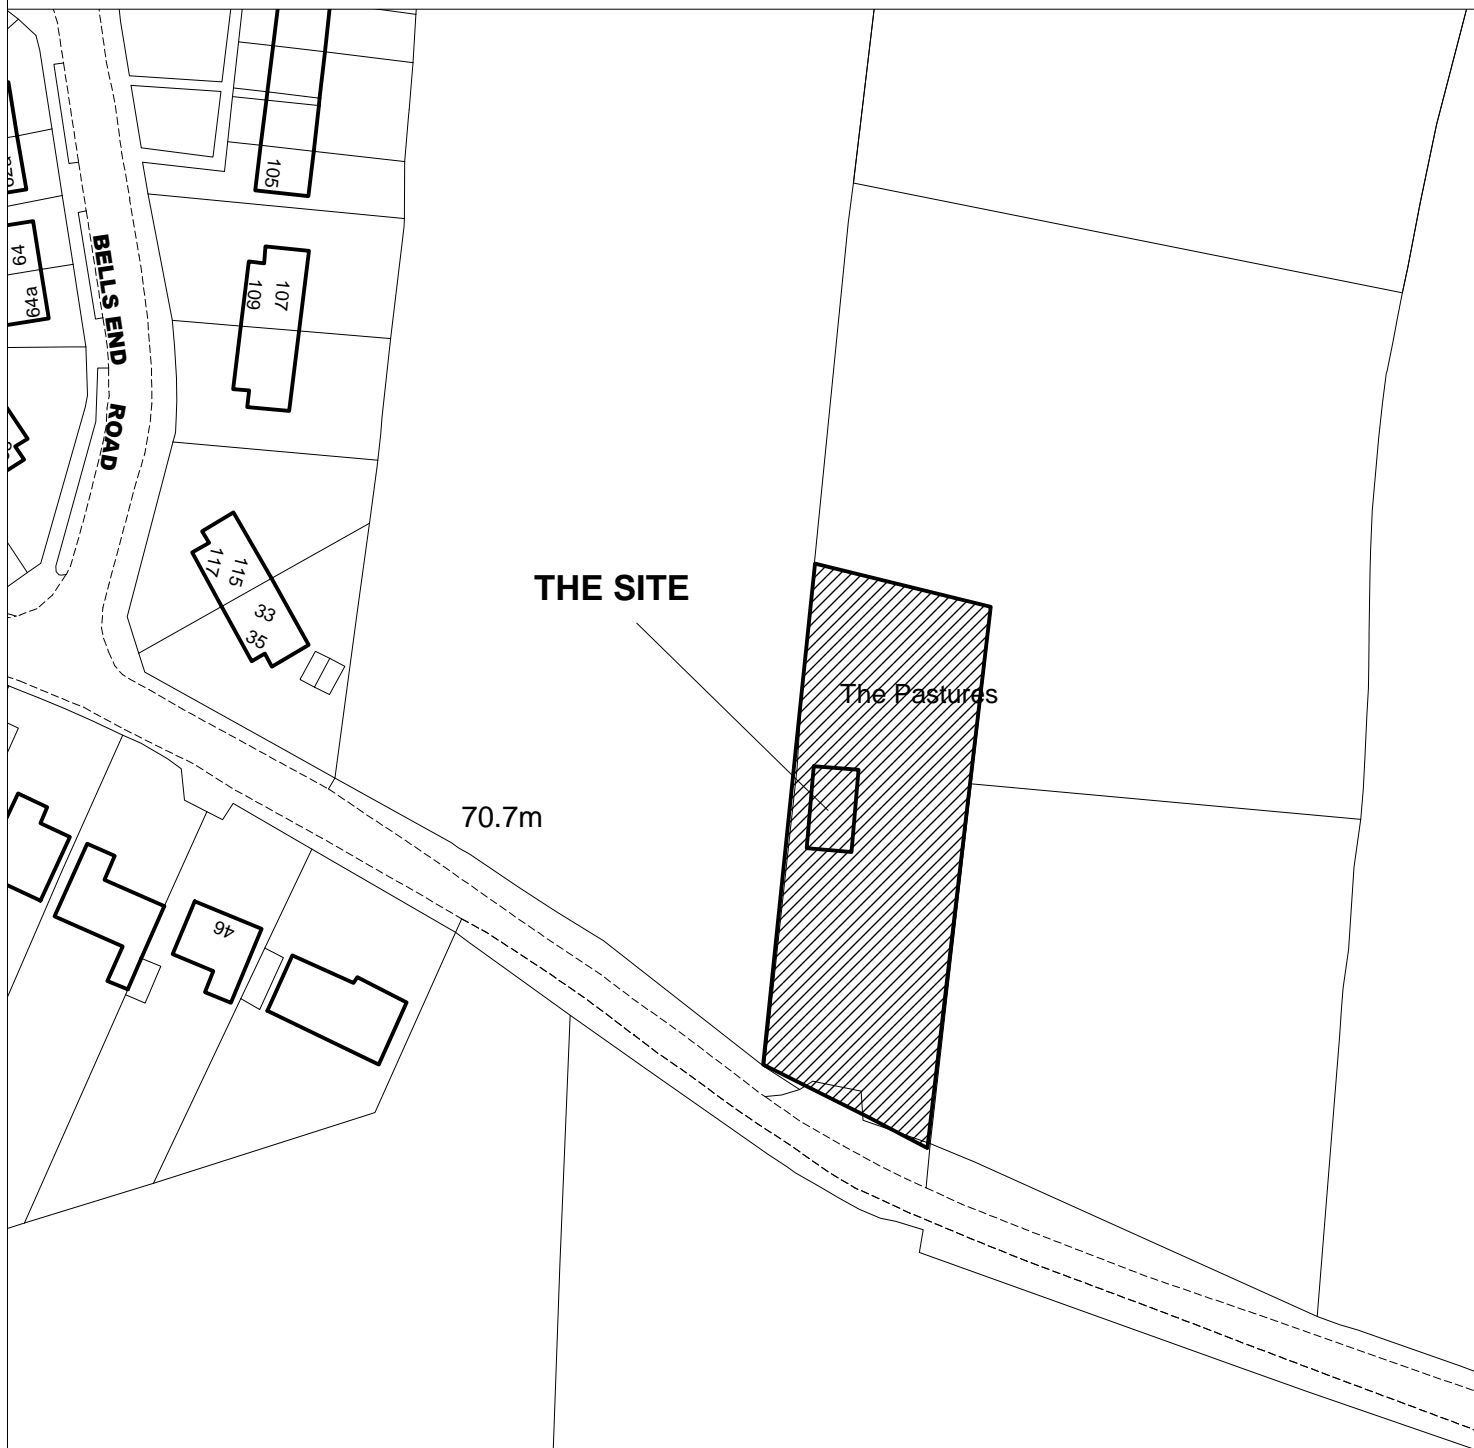 105
64
64a
BELLS END ROAD
107
109
115
117
33
35
THE SITE
The Pastures
70.7m
46